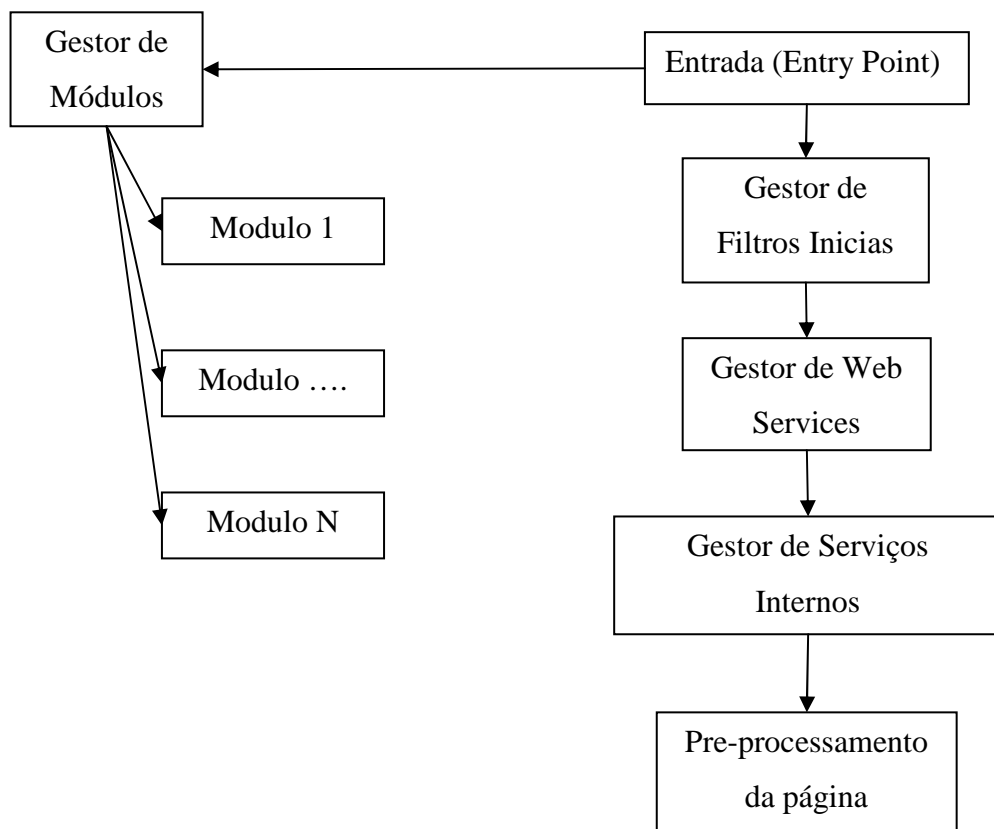 Gestor de
Módulos
Entrada (Entry Point)
Gestor de
Filtros Inicias
Modulo 1
Gestor de Web
Services
Modulo ….
Modulo N
Gestor de Serviços
Internos
Pre-processamento
da página